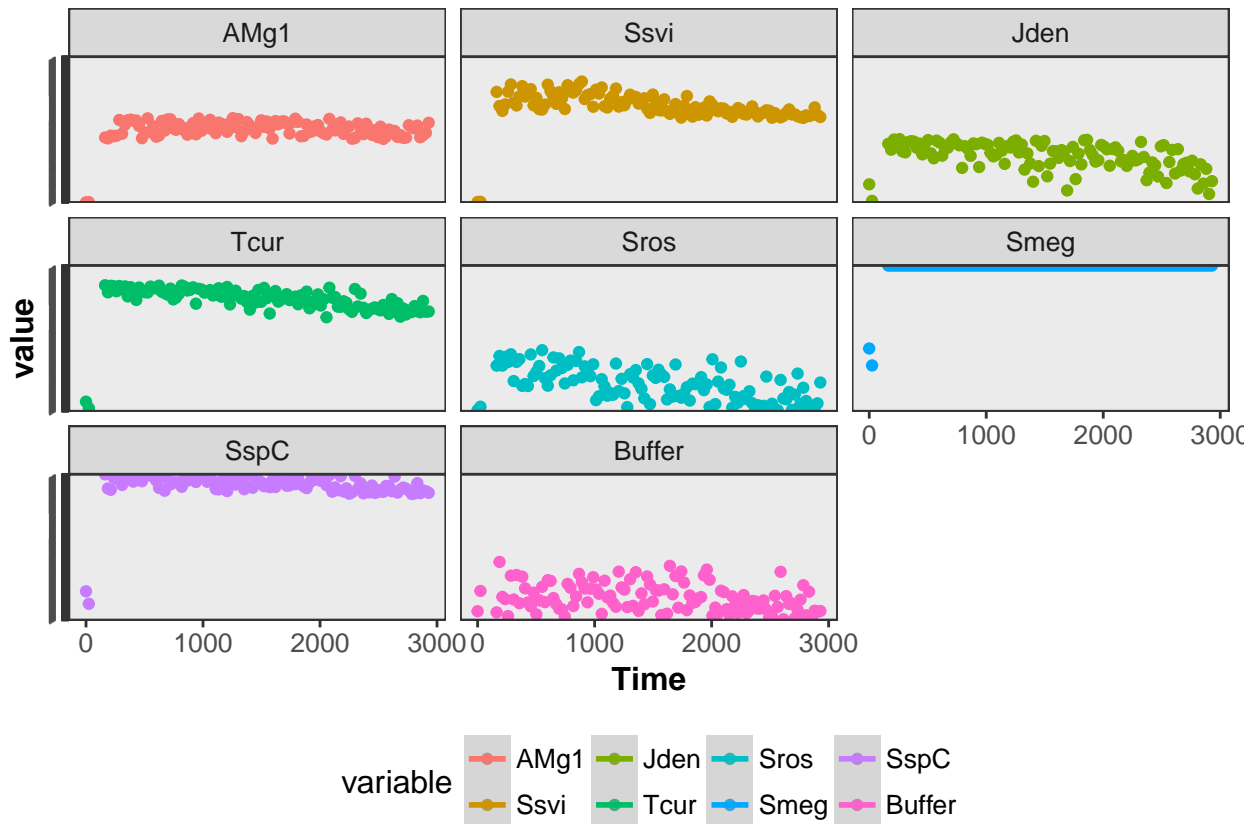 AMg1 Ssvi Jden
Tcur Sros Smeg
value
0 1000 2000 3000
SspC Buffer
0 1000 2000 3000 0 1000 2000 3000
Time
variable
AMg1 Jden Sros SspC
Ssvi Tcur Smeg Buffer